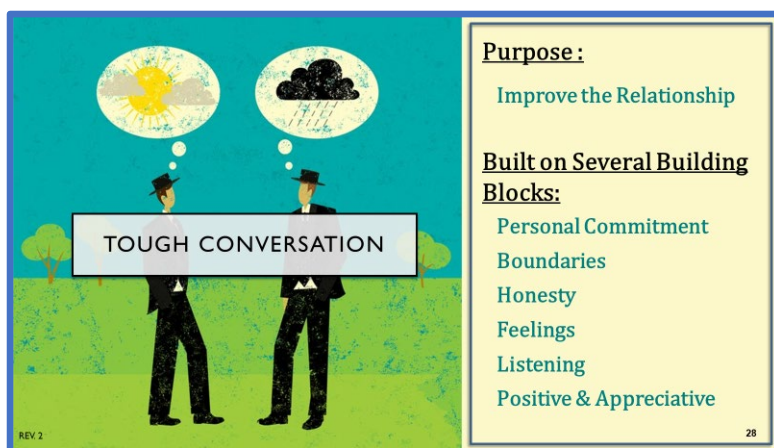 TOUGH CONVERSATION
REV. 2
Purpose :
Improve the Relationship
Built on Several Building
Blocks:
Personal Commitment
Boundaries
Honesty
Feelings
Listening
Positive & Appreciative
28